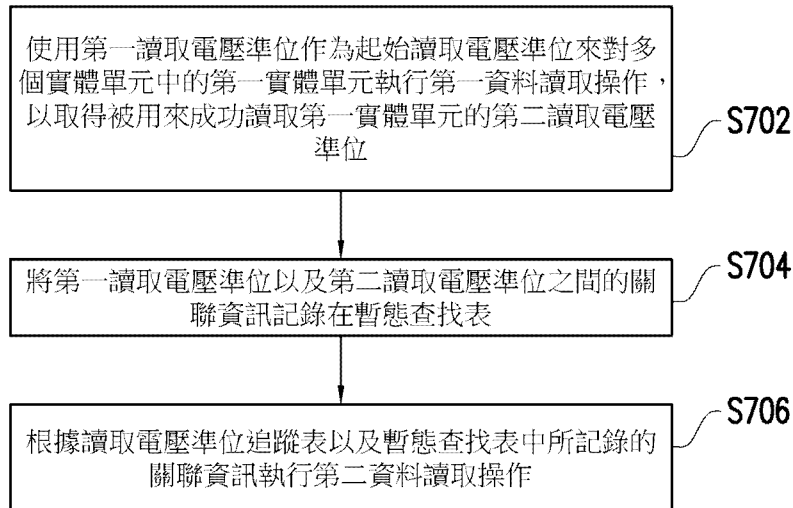 使用第一讀取電壓準位作為起始讀取電壓準位來對多
個實體單元中的第一實體單元執行第一資料讀取操作，
以取得被用來成功讀取第一實體單元的第二讀取電壓
準位
S702
將第一讀取電壓準位以及第二讀取電壓準位之間的關
聯資訊記錄在暫態查找表
S704
根據讀取電壓準位追蹤表以及暫態查找表中所記錄的
關聯資訊執行第二資料讀取操作
S706